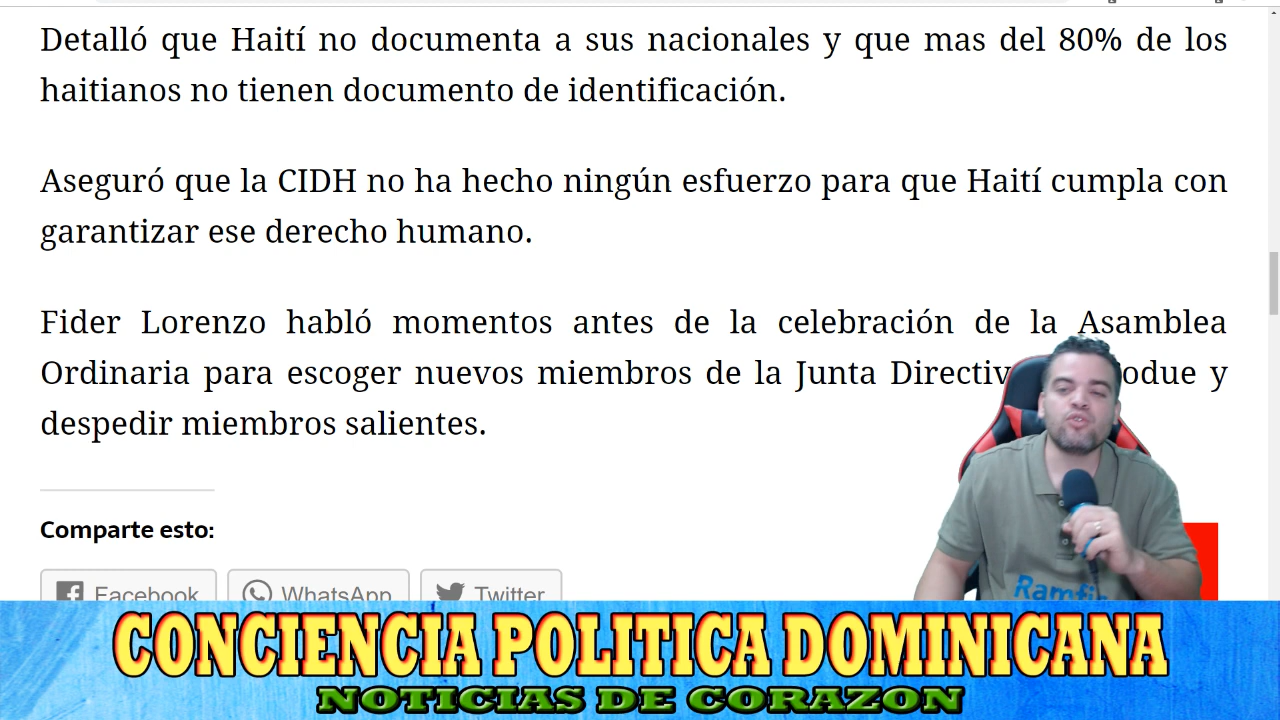 Detalló que Haití no documenta a sus nacionales y que mas del 80% de los
haitianos no tienen documento de identificación.
Aseguró que la CIDH no ha hecho ningún esfuerzo para que Haití cumpla con
garantizar ese derecho humano.
Fider Lorenzo habló momentos antes de la celebración de la Asamblea
Ordinaria para escoger nuevos miembros de la Junta y
despedir miembros salientes.
Comparte esto:
Facebook WhatsApp Twitter
CONCIENCIA POLITICA DOMINICANA
NOTICIAS DE CORAZON